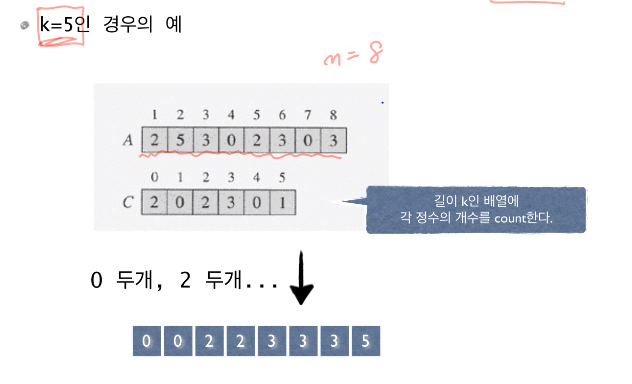 k=5인 경우의 예
n = 8
1 2 3 4 5 6 7 8
A 2 5 3 0 2 3 0 3
0 1 2 3 4 5
C 2 0 2 3 0 1
길이 k인 배열에
각 정수의 개수를 count한다.
0 두개, 2 두개...
0 0 2 2 3 3 3 5